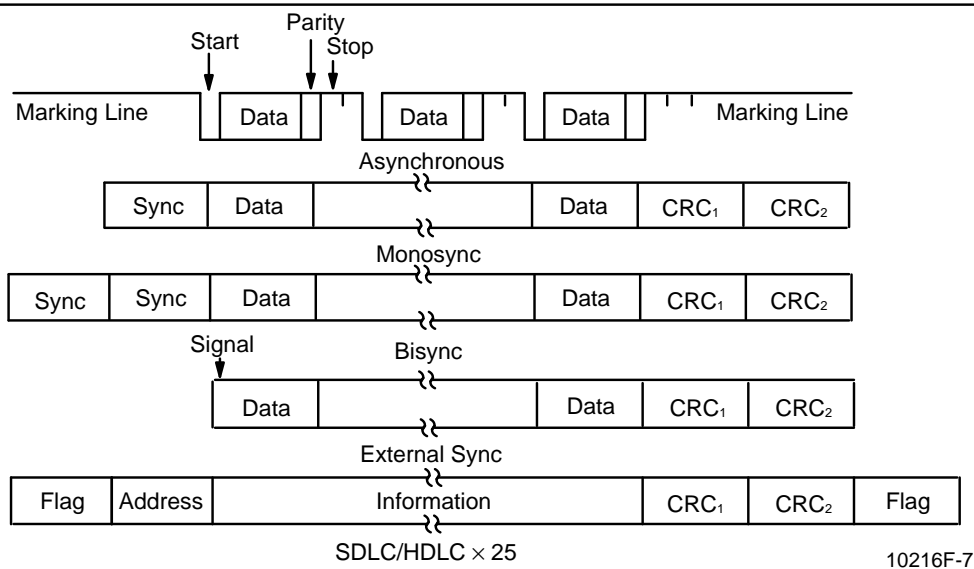 Start Parity Stop
Marking Line Data Data Data Marking Line
Asynchronous
Sync Data Data CRC₁ CRC₂
Monosync
Sync Sync Data Data CRC₁ CRC₂
Signal Bisync
Data Data CRC₁ CRC₂
External Sync
Flag Address Information CRC₁ CRC₂ Flag
SDLC/HDLC × 25
10216F-7